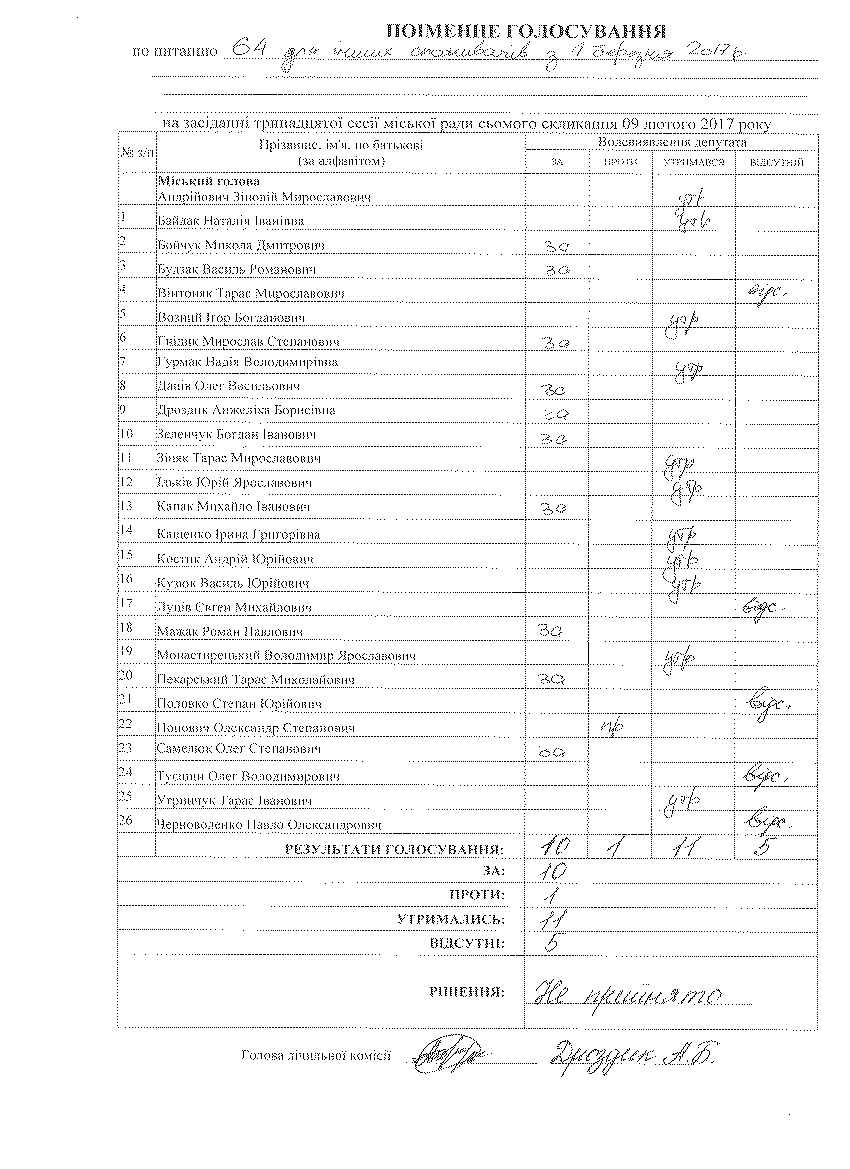 ПОІМЕННЕ ГОЛОСУВАННЯ
по питанню 64 для інших споживачів з 1 березня 2017р
на засіданні тринадцятої сесії міської ради сьомого скликання 09 лютого 2017 року
№ з/п Прізвище, ім'я, по батькові (за алфавітом) Волевиявлення депутата
ЗА ПРОТИ УТРИМАВСЯ ВІДСУТНІЙ
Міський голова
Андрійович Зіновій Мирославович утр
1 Байдак Наталія Іванівна утр
2 Бойчук Микола Дмитрович за
3 Будзак Василь Романович за
4 Вінтоняк Тарас Мирославович відс.
5 Возний Ігор Богданович утр
6 Гнідик Мирослав Степанович за
7 Гурмак Надія Володимирівна утр
8 Даців Олег Васильович за
9 Дроздик Анжеліка Борисівна за
10 Зеленчук Богдан Іванович за
11 Зіняк Тарас Мирославович утр
12 Ільків Юрій Ярославович утр
13 Капак Михайло Іванович за
14 Кащенко Ірина Григорівна утр
15 Костик Андрій Юрійович утр
16 Кузюк Василь Юрійович утр
17 Лупів Євген Михайлович відс.
18 Мажак Роман Павлович за
19 Монастирецький Володимир Ярославович утр
20 Пекарський Тарас Миколайович за
21 Половко Степан Юрійович відс.
22 Попович Олександр Степанович пр
23 Самелюк Олег Степанович за
24 Туснин Олег Володимирович відс.
25 Угринчук Тарас Іванович утр
26 Черноволенко Павло Олександрович відс.
РЕЗУЛЬТАТИ ГОЛОСУВАННЯ: 10 1 11 5
ЗА: 10
ПРОТИ: 1
УТРИМАЛИСЬ: 11
ВІДСУТНІ: 5
РІШЕННЯ: Не прийнято
Голова лічильної комісії Дроздик А.Б.